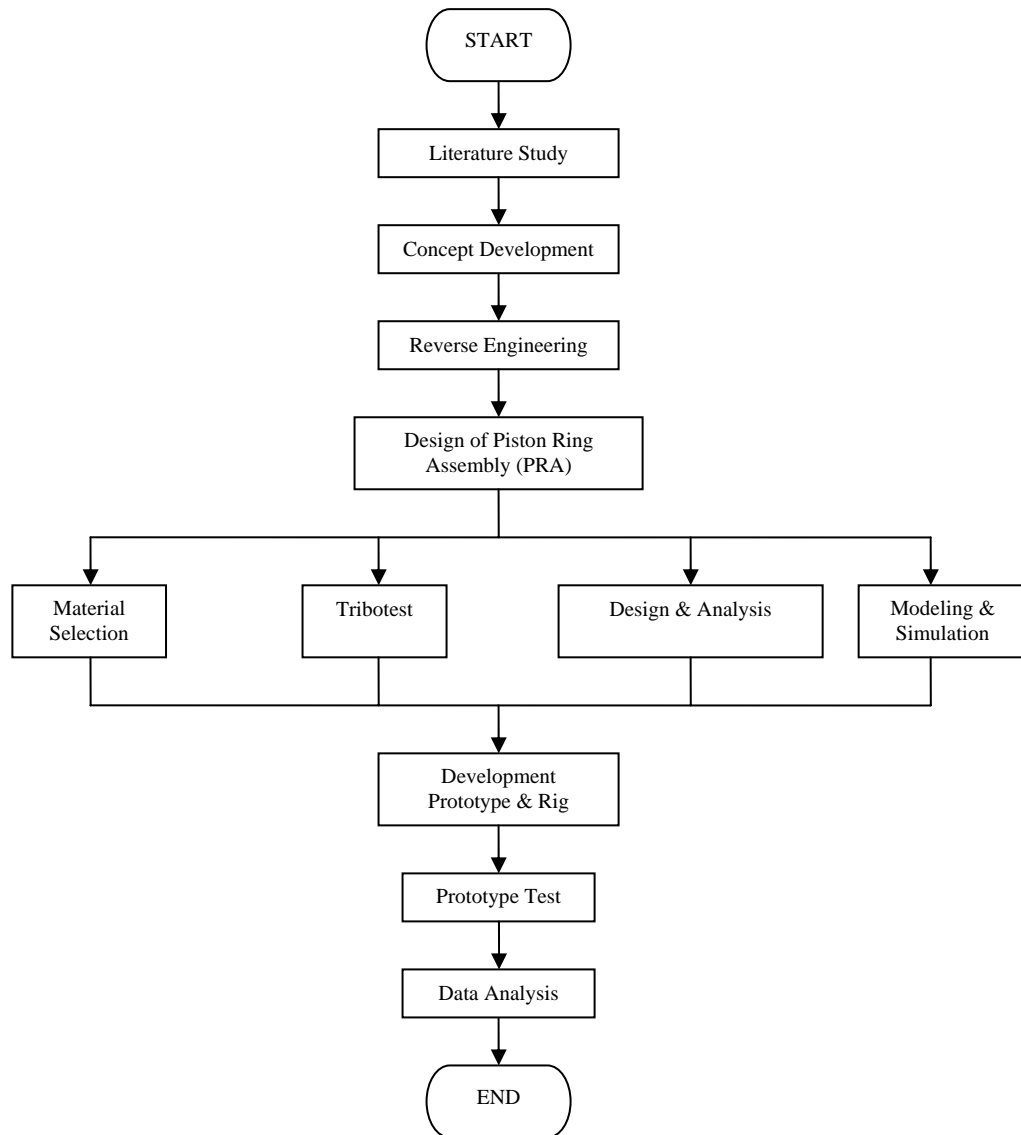 START
Literature Study
Concept Development
Reverse Engineering
Design of Piston Ring
Assembly (PRA)
Material
Selection
Tribotest
Design & Analysis
Modeling &
Simulation
Development
Prototype & Rig
Prototype Test
Data Analysis
END